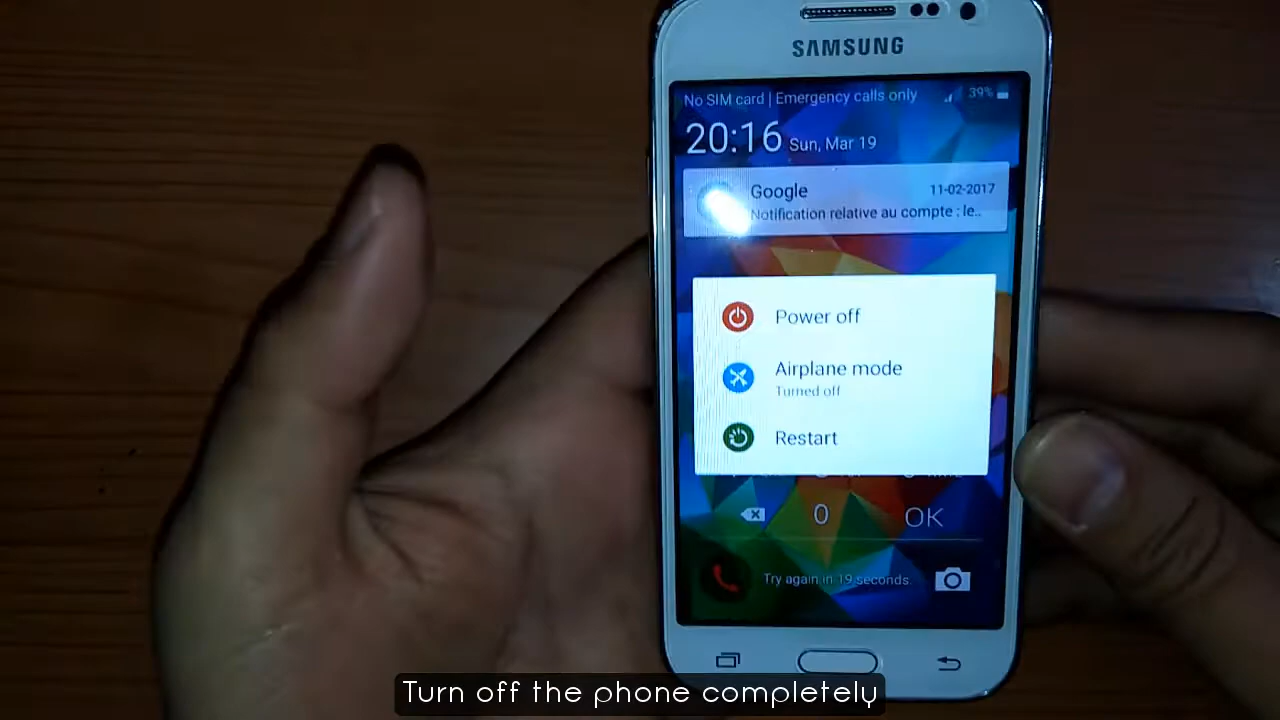 SAMSUNG
No SIM card | Emergency calls only 39%
20:16 Sun, Mar 19
Google 11-02-2017
Notification relative au compte : le..
Power off
Airplane mode
Turned off
Restart
0 OK
Try again in 19 seconds.
Turn off the phone completely